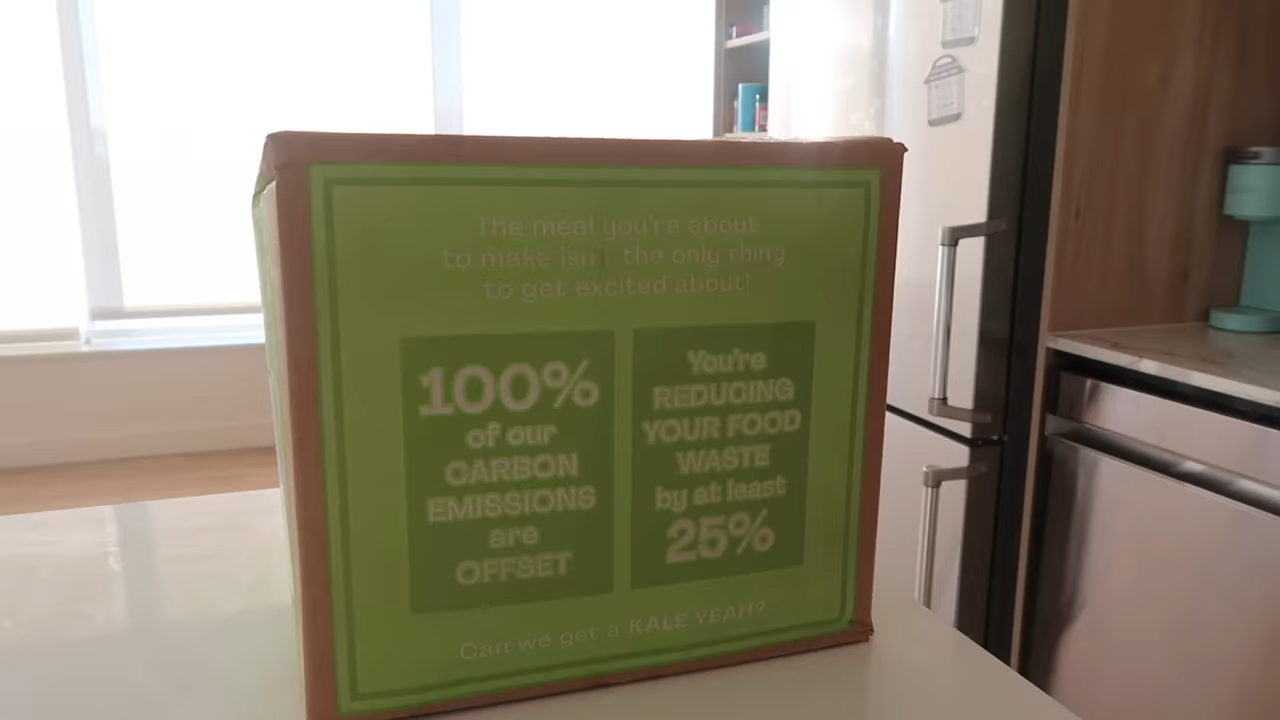 The meal you're about
to make isn't the only thing
to get excited about!
100%
of our
CARBON
EMISSIONS
are
OFFSET
You're
REDUCING
YOUR FOOD
WASTE
by at least
25%
Can we get a KALE YEAH?